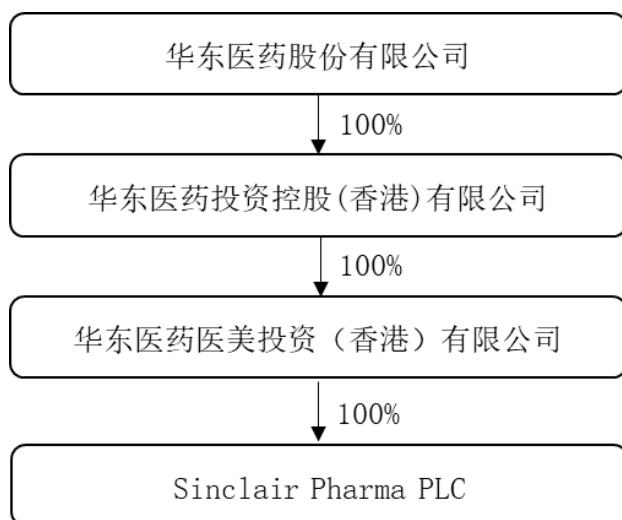 华东医药股份有限公司
100%
华东医药投资控股(香港)有限公司
100%
华东医药医美投资（香港）有限公司
100%
Sinclair Pharma PLC